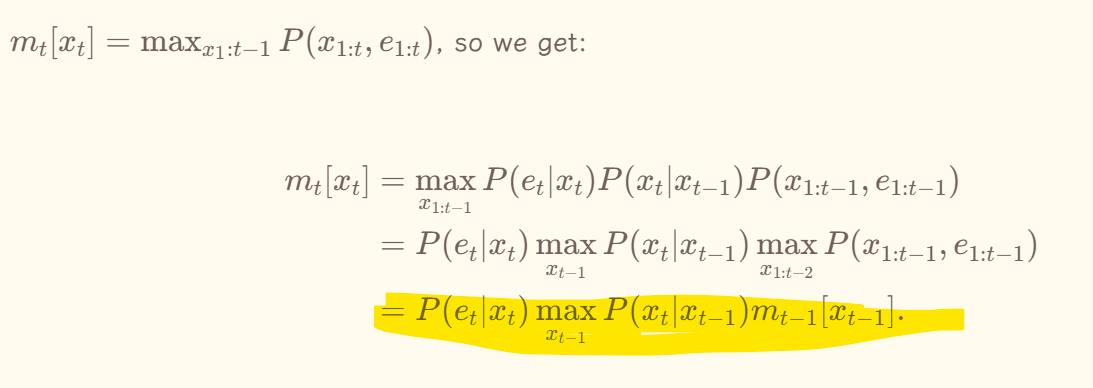 $m_t[x_t] = \max_{x_1:t-1} P(x_{1:t}, e_{1:t})$, so we get:
$m_t[x_t] = \max_{x_{1:t-1}} P(e_t|x_t)P(x_t|x_{t-1})P(x_{1:t-1}, e_{1:t-1})$
$= P(e_t|x_t) \max_{x_{t-1}} P(x_t|x_{t-1}) \max_{x_{1:t-2}} P(x_{1:t-1}, e_{1:t-1})$
$= P(e_t|x_t) \max_{x_{t-1}} P(x_t|x_{t-1})m_{t-1}[x_{t-1}].$